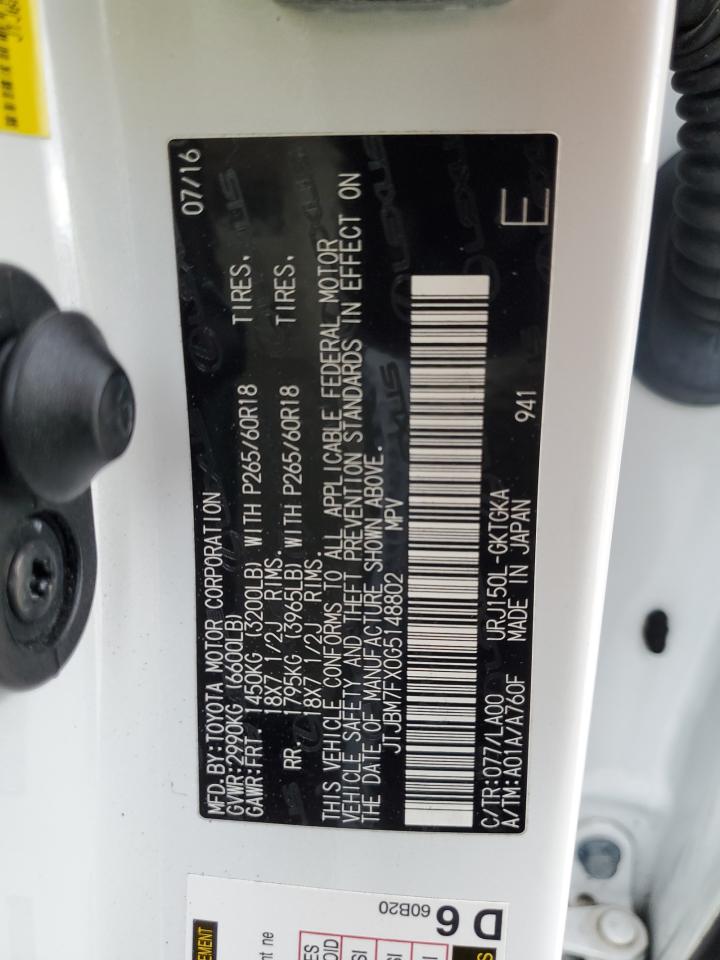 MFD. BY: TOYOTA MOTOR CORPORATION 07/16
GVWR: 2990KG (6600LB)
GAWR: FRT. 1450KG (3200LB) WITH P265/60R18 TIRES,
18X7 1/2J RIMS.
RR. 1795KG (3965LB) WITH P265/60R18 TIRES,
18X7 1/2J RIMS.
THIS VEHICLE CONFORMS TO ALL APPLICABLE FEDERAL MOTOR
VEHICLE SAFETY AND THEFT PREVENTION STANDARDS IN EFFECT ON
THE DATE OF MANUFACTURE SHOWN ABOVE.
JTJBM7FX0G5148802 MPV
C/TR: 077/LA00 URJ150L-GKTGKA 941 E
A/TM: A01A/A760F MADE IN JAPAN
LEXUS
D 6
60B20